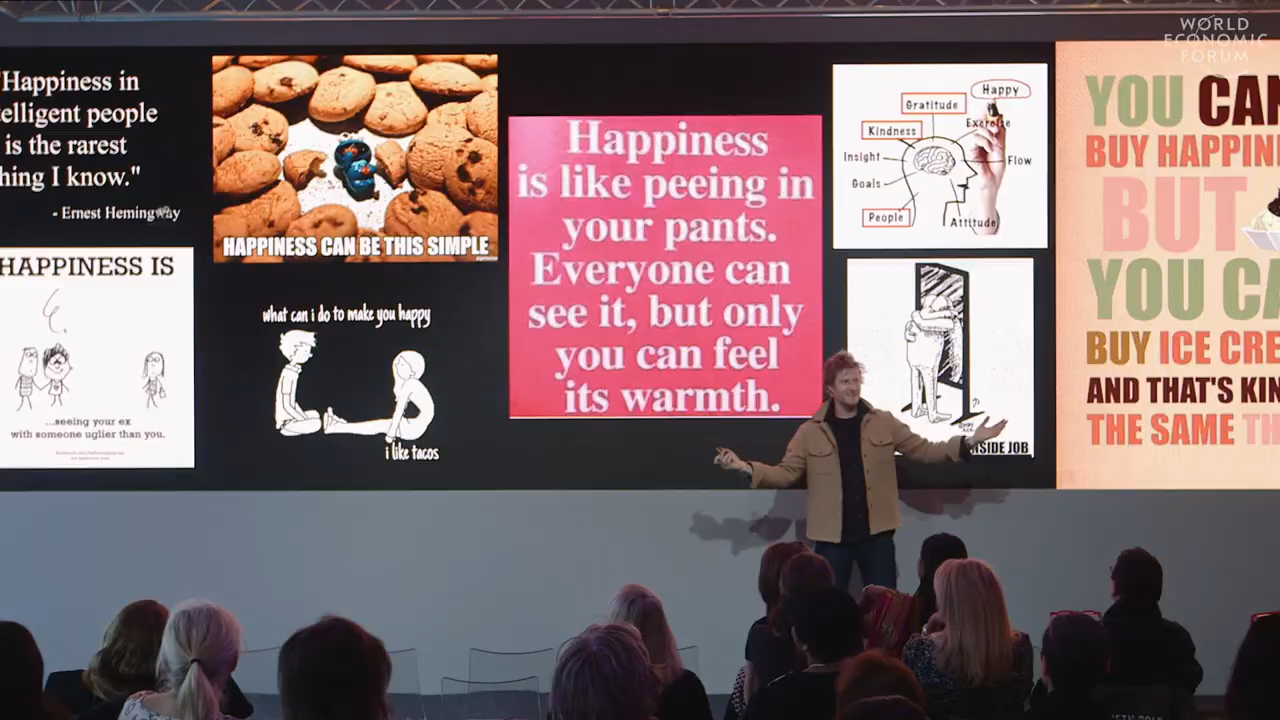 WORLD
ECONOMIC
FORUM
"Happiness in
telligent people
is the rarest
hing I know."
- Ernest Hemingway
HAPPINESS IS
...seeing your ex
with someone uglier than you.
HAPPINESS CAN BE THIS SIMPLE
what can i do to make you happy
i like tacos
Happiness
is like peeing in
your pants.
Everyone can
see it, but only
you can feel
its warmth.
Happy
Gratitude
Exercise
Kindness
Insight
Flow
Goals
People
Attitude
NSIDE JOB
YOU CAN
BUY HAPPIN
BUT
YOU CA
BUY ICE CRE
AND THAT'S KIN
THE SAME TH